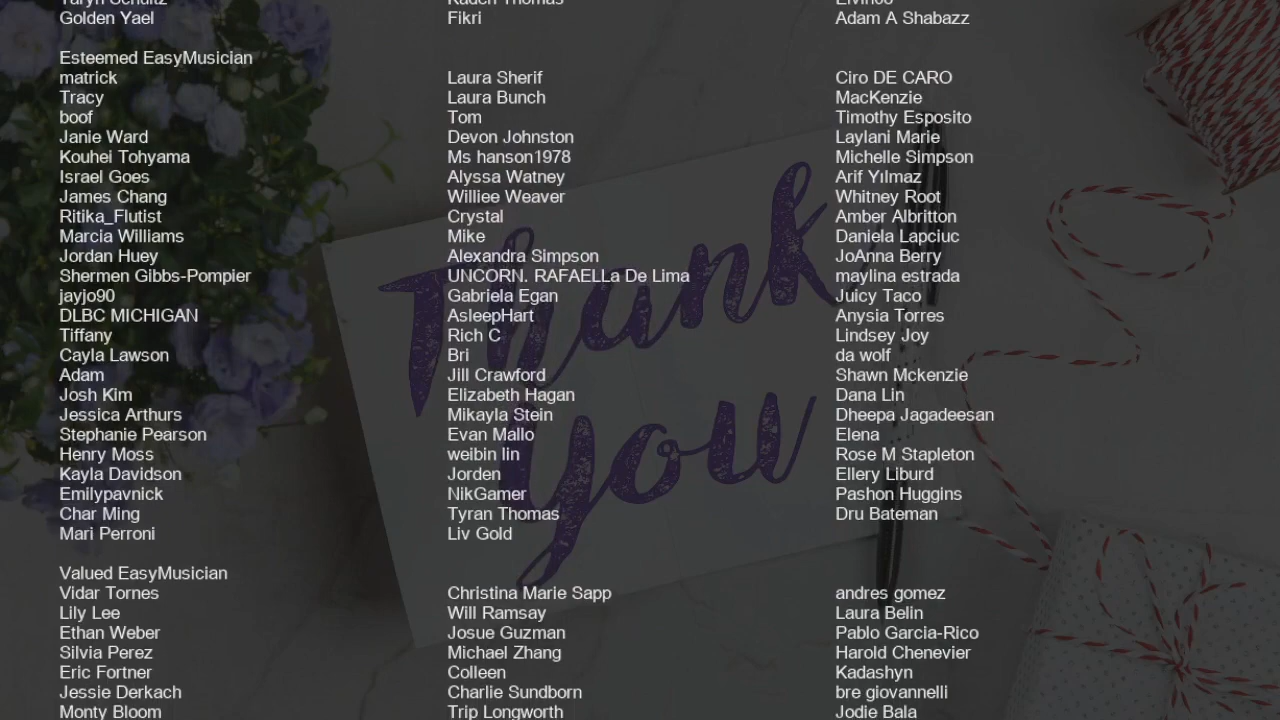 Taryn Schultz Kaden Thomas Elvin06
Golden Yael Fikri Adam A Shabazz
Esteemed EasyMusician
matrick Laura Sherif Ciro DE CARO
Tracy Laura Bunch MacKenzie
boof Tom Timothy Esposito
Janie Ward Devon Johnston Laylani Marie
Kouhei Tohyama Ms hanson1978 Michelle Simpson
Israel Goes Alyssa Watney Arif Yılmaz
James Chang Williee Weaver Whitney Root
Ritika_Flutist Crystal Amber Albritton
Marcia Williams Mike Daniela Lapciuc
Jordan Huey Alexandra Simpson JoAnna Berry
Shermen Gibbs-Pompier UNCORN. RAFAELLa De Lima maylina estrada
jayjo90 Gabriela Egan Juicy Taco
DLBC MICHIGAN AsleepHart Anysia Torres
Tiffany Rich C Lindsey Joy
Cayla Lawson Bri da wolf
Adam Jill Crawford Shawn Mckenzie
Josh Kim Elizabeth Hagan Dana Lin
Jessica Arthurs Mikayla Stein Dheepa Jagadeesan
Stephanie Pearson Evan Mallo Elena
Henry Moss weibin lin Rose M Stapleton
Kayla Davidson Jorden Ellery Liburd
Emilypavnick NikGamer Pashon Huggins
Char Ming Tyran Thomas Dru Bateman
Mari Perroni Liv Gold
Valued EasyMusician
Vidar Tornes Christina Marie Sapp andres gomez
Lily Lee Will Ramsay Laura Belin
Ethan Weber Josue Guzman Pablo Garcia-Rico
Silvia Perez Michael Zhang Harold Chenevier
Eric Fortner Colleen Kadashyn
Jessie Derkach Charlie Sundborn bre giovannelli
Monty Bloom Trip Longworth Jodie Bala
Thank
you